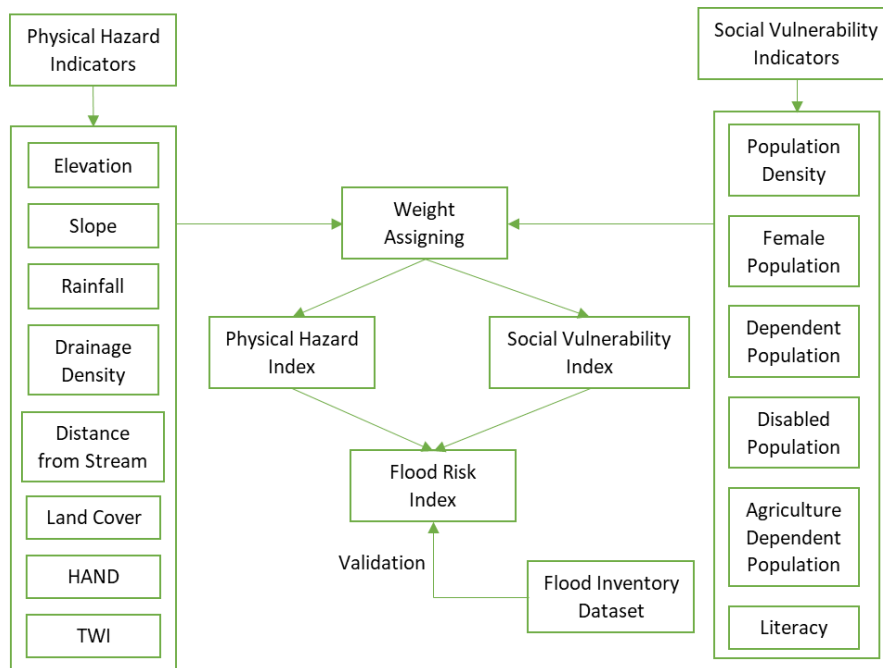 Physical Hazard
Indicators
Elevation
Slope
Rainfall
Drainage
Density
Distance
from Stream
Land Cover
HAND
TWI
Weight
Assigning
Physical Hazard
Index
Social Vulnerability
Index
Flood Risk
Index
Validation
Flood Inventory
Dataset
Social Vulnerability
Indicators
Population
Density
Female
Population
Dependent
Population
Disabled
Population
Agriculture
Dependent
Population
Literacy